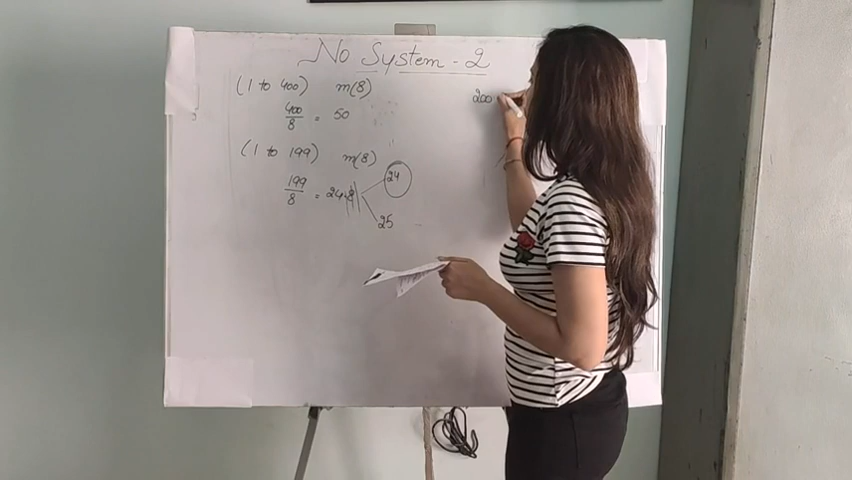 No System - 2
(1 to 400) m(8)
400/8 = 50
(1 to 199) m(8)
199/8 = 24.8
24
25
200